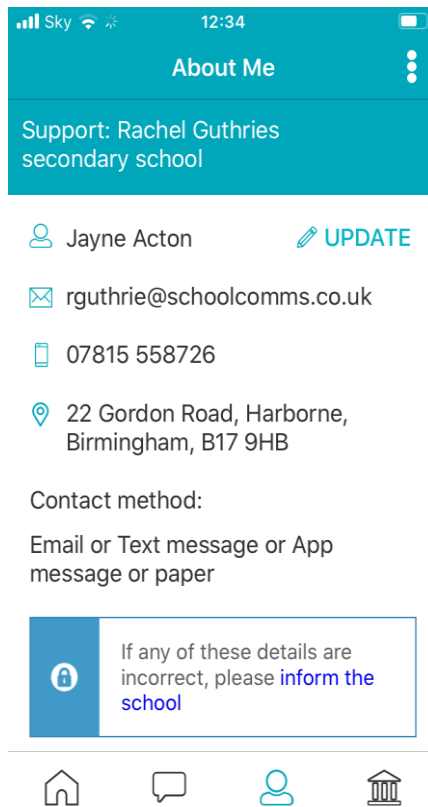 Sky 12:34
About Me
Support: Rachel Guthries
secondary school
Jayne Acton UPDATE
rguthrie@schoolcomms.co.uk
07815 558726
22 Gordon Road, Harborne,
Birmingham, B17 9HB
Contact method:
Email or Text message or App
message or paper
If any of these details are
incorrect, please inform the
school